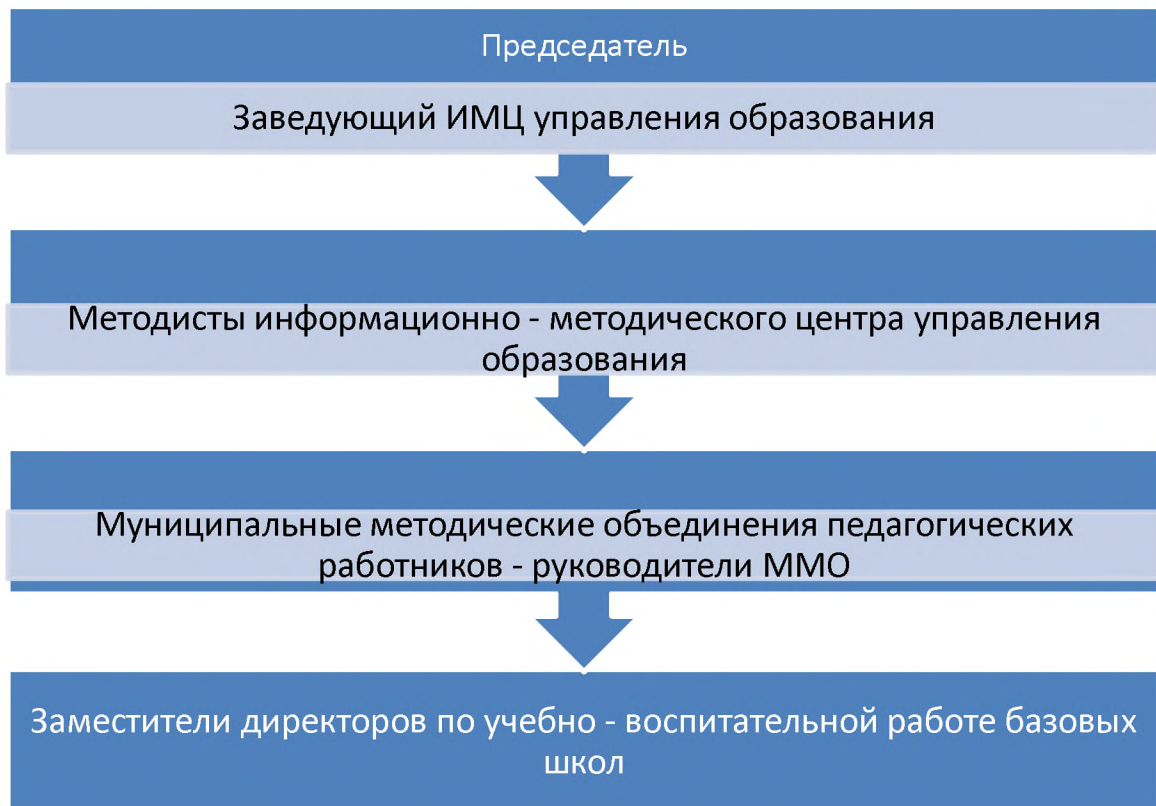 Председатель
Заведующий ИМЦ управления образования
Методисты информационно - методического центра управления
образования
Муниципальные методические объединения педагогических
работников - руководители ММО
Заместители директоров по учебно - воспитательной работе базовых
школ